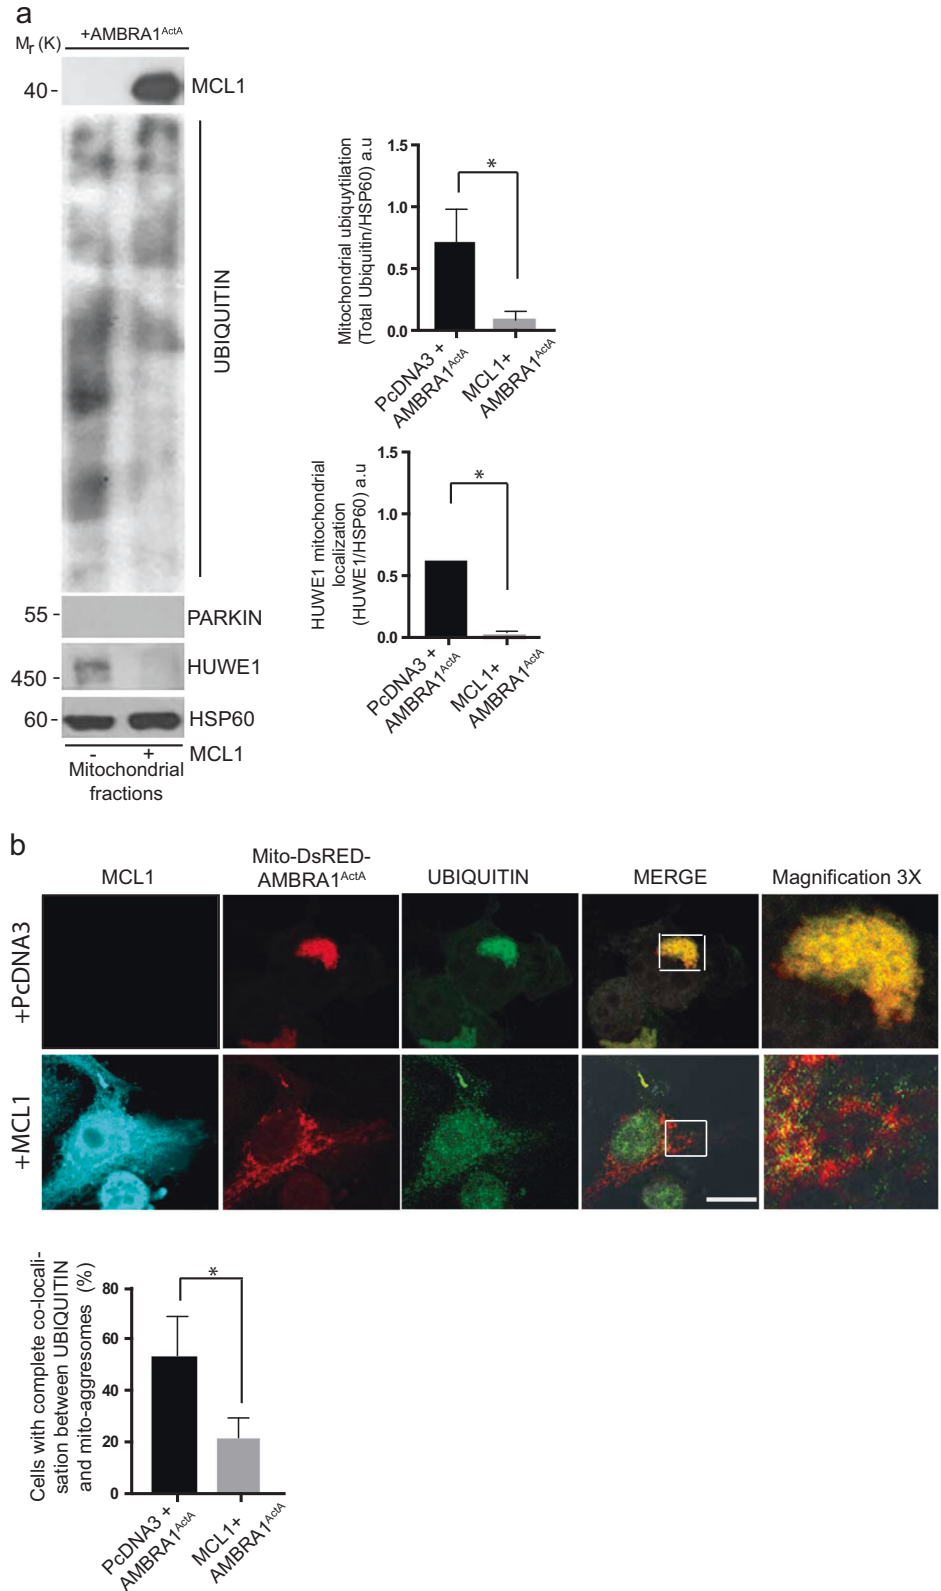 a
+AMBRA1ActA
Mr (K)
40-
MCL1
UBIQUITIN
55 -
PARKIN
450 -
HUWE1
60 -
HSP60
- + MCL1
Mitochondrial
fractions
Mitochondrial ubiquytilation
(Total Ubiquitin/HSP60) a.u
1.5
1.0
0.5
0.0
*
PcDNA3 +
AMBRA1ActA
MCL1+
AMBRA1ActA
HUWE1 mitochondrial
localization
(HUWE1/HSP60) a.u
1.5
1.0
0.5
0.0
*
PcDNA3 +
AMBRA1ActA
MCL1+
AMBRA1ActA
b
MCL1
Mito-DsRED-
AMBRA1ActA
UBIQUITIN
MERGE
Magnification 3X
+PcDNA3
+MCL1
Cells with complete co-locali-
sation between UBIQUITIN
and mito-aggresomes (%)
80
60
40
20
0
*
PcDNA3 +
AMBRA1ActA
MCL1+
AMBRA1ActA